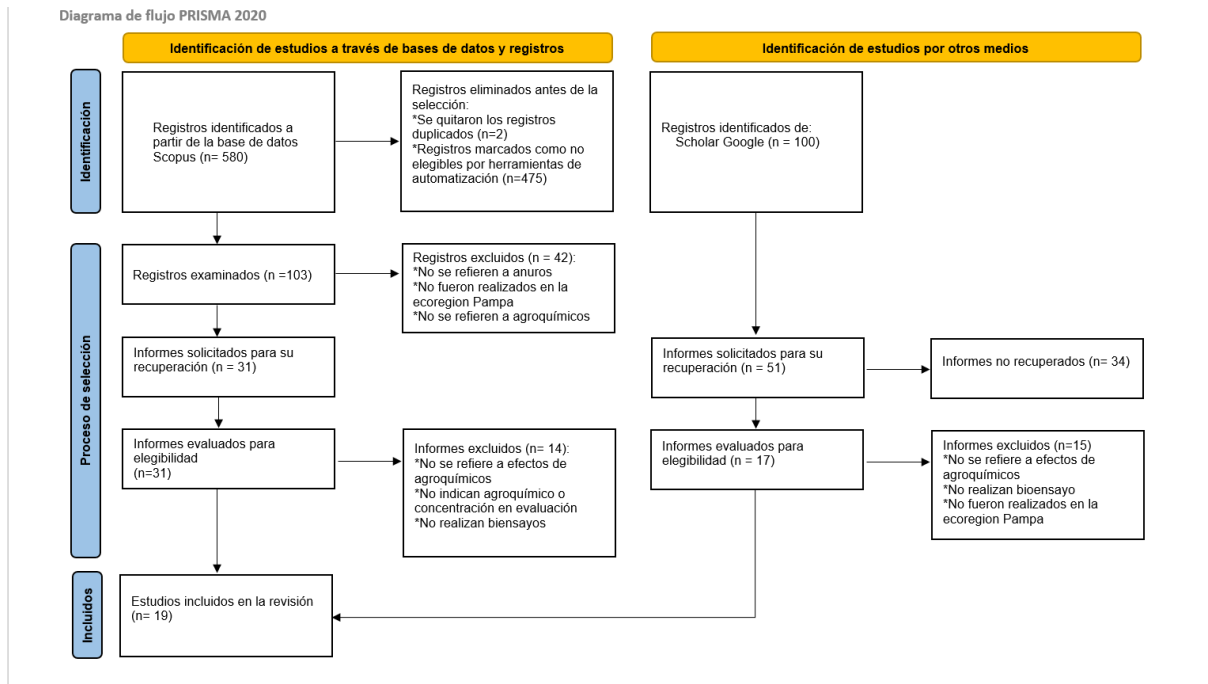 Diagrama de flujo PRISMA 2020
Identificación de estudios a través de bases de datos y registros
Identificación de estudios por otros medios
Identificación
Registros identificados a
partir de la base de datos
Scopus (n= 580)
Registros eliminados antes de la
selección:
*Se quitaron los registros
duplicados (n=2)
*Registros marcados como no
elegibles por herramientas de
automatización (n=475)
Registros identificados de:
Scholar Google (n = 100)
Proceso de selección
Registros examinados (n =103)
Registros excluidos (n = 42):
*No se refieren a anuros
*No fueron realizados en la
ecoregion Pampa
*No se refieren a agroquímicos
Informes solicitados para su
recuperación (n = 31)
Informes solicitados para su
recuperación (n = 51)
Informes no recuperados (n= 34)
Informes evaluados para
elegibilidad
(n=31)
Informes excluidos (n= 14):
*No se refiere a efectos de
agroquímicos
*No indican agroquímico o
concentración en evaluación
*No realizan biensayos
Informes evaluados para
elegibilidad (n = 17)
Informes excluidos (n=15)
*No se refiere a efectos de
agroquímicos
*No realizan bioensayo
*No fueron realizados en la
ecoregion Pampa
Incluidos
Estudios incluidos en la revisión
(n= 19)